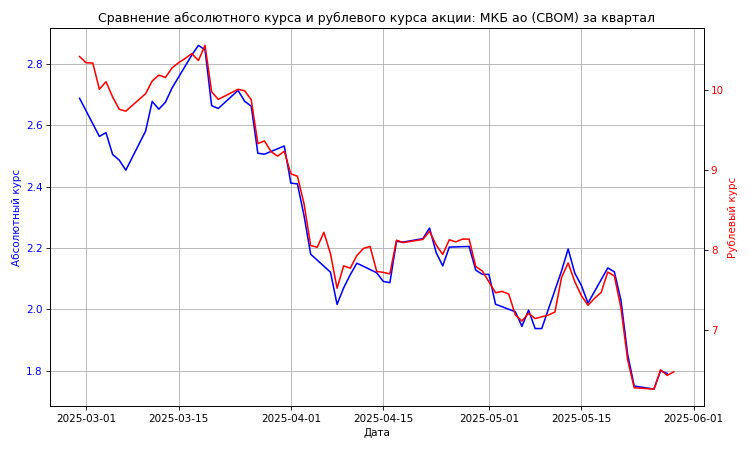 Сравнение абсолютного курса и рублевого курса акции: МКБ ао (CBOM) за квартал
2.8
2.6
2.4
2.2
2.0
1.8
Абсолютный курс
10
9
8
7
Рублевый курс
2025-03-01 2025-03-15 2025-04-01 2025-04-15 2025-05-01 2025-05-15 2025-06-01
Дата